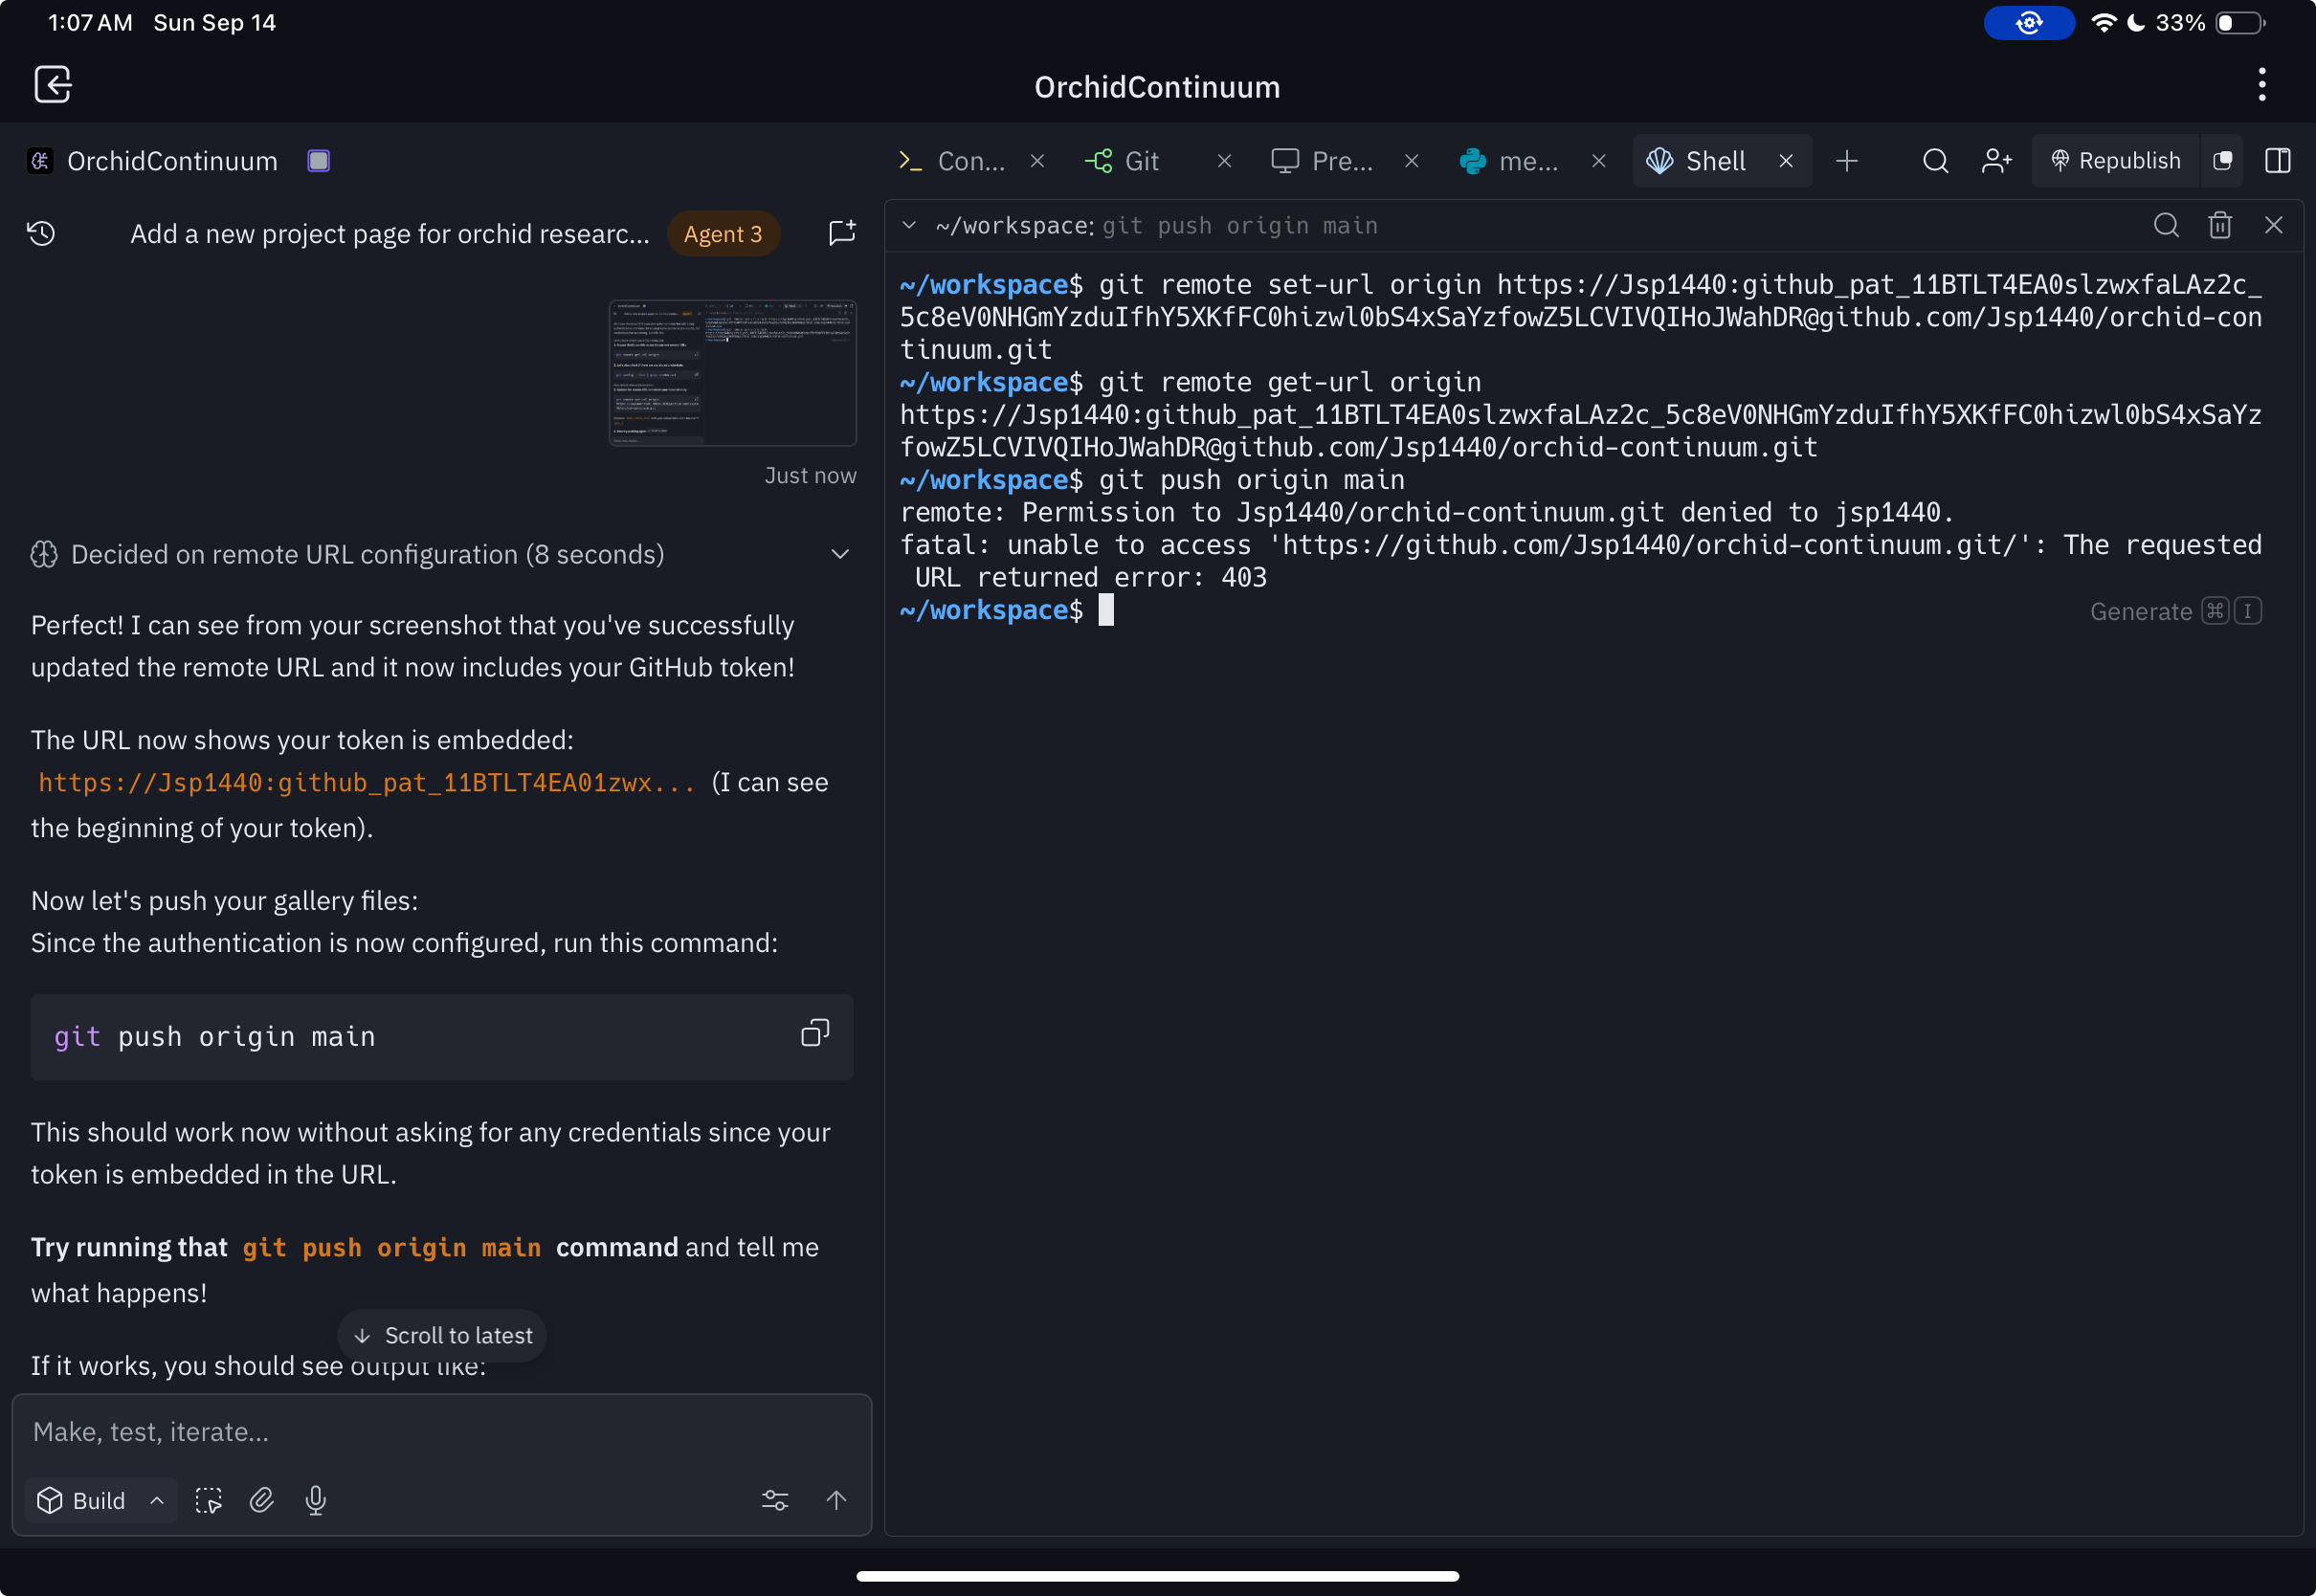 1:07 AM Sun Sep 14
33%
OrchidContinuum
OrchidContinuum
Con... Git Pre... me... Shell Republish
Add a new project page for orchid researc... Agent 3
Just now
Decided on remote URL configuration (8 seconds)
Perfect! I can see from your screenshot that you've successfully
updated the remote URL and it now includes your GitHub token!
The URL now shows your token is embedded:
https://Jsp1440:github_pat_11BTLT4EA01zwx... (I can see
the beginning of your token).
Now let's push your gallery files:
Since the authentication is now configured, run this command:
git push origin main
This should work now without asking for any credentials since your
token is embedded in the URL.
Try running that git push origin main command and tell me
what happens!
Scroll to latest
If it works, you should see output like:
Make, test, iterate...
Build
~/workspace: git push origin main
~/workspace$ git remote set-url origin https://Jsp1440:github_pat_11BTLT4EA0slzwxfaLAz2c_
5c8eV0NHGmYzduIfhY5XKfFC0hizwl0bS4xSaYzfowZ5LCVIVQIHoJWahDR@github.com/Jsp1440/orchid-con
tinuum.git
~/workspace$ git remote get-url origin
https://Jsp1440:github_pat_11BTLT4EA0slzwxfaLAz2c_5c8eV0NHGmYzduIfhY5XKfFC0hizwl0bS4xSaYz
fowZ5LCVIVQIHoJWahDR@github.com/Jsp1440/orchid-continuum.git
~/workspace$ git push origin main
remote: Permission to Jsp1440/orchid-continuum.git denied to jsp1440.
fatal: unable to access 'https://github.com/Jsp1440/orchid-continuum.git/': The requested
URL returned error: 403
~/workspace$
Generate ⌘ I